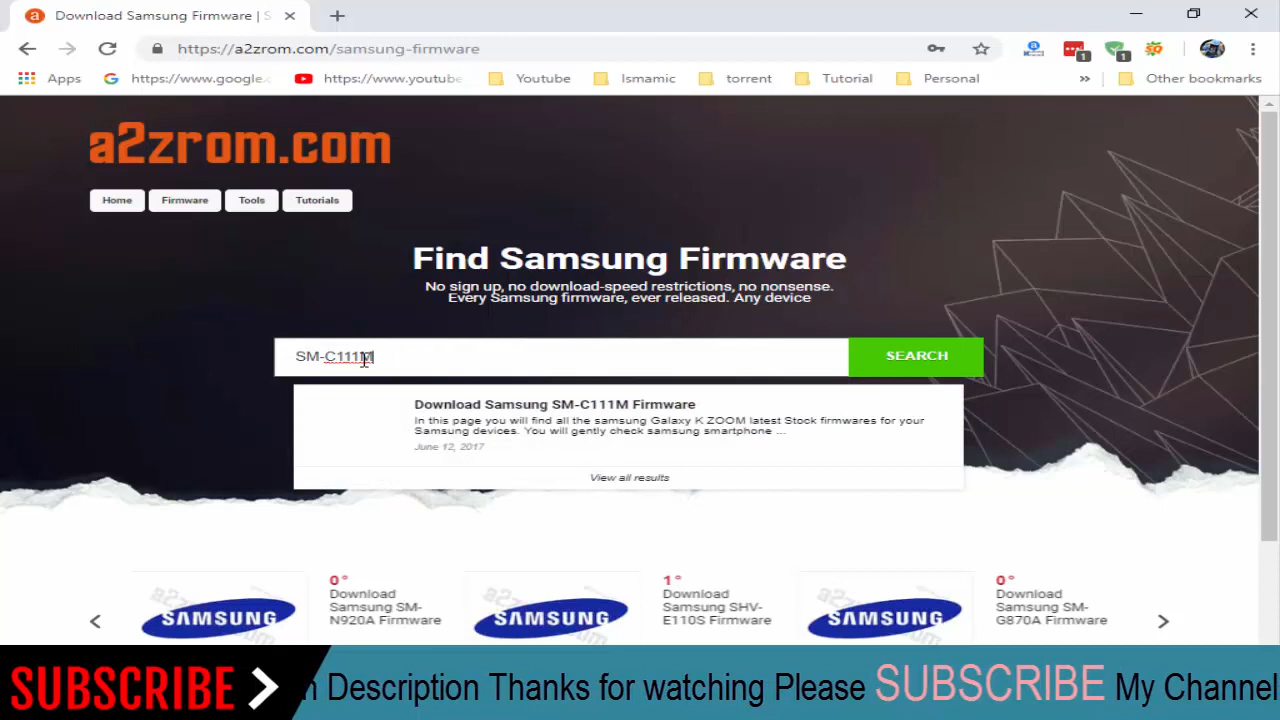 Download Samsung Firmware | S
https://a2zrom.com/samsung-firmware
1
1
Apps
https://www.google.c
https://www.youtube
Youtube
Ismamic
torrent
Tutorial
Personal
»
Other bookmarks
a2zrom.com
Home
Firmware
Tools
Tutorials
Find Samsung Firmware
No sign up, no download-speed restrictions, no nonsense.
Every Samsung firmware, ever released. Any device
SM-C111M
SEARCH
Download Samsung SM-C111M Firmware
In this page you will find all the samsung Galaxy K ZOOM latest Stock firmwares for your
Samsung devices. You will gently check samsung smartphone ...
June 12, 2017
View all results
SAMSUNG
0°
Download
Samsung SM-
N920A Firmware
SAMSUNG
1°
Download
Samsung SHV-
E110S Firmware
SAMSUNG
0°
Download
Samsung SM-
G870A Firmware
SUBSCRIBE
n Description Thanks for watching Please SUBSCRIBE My Channel